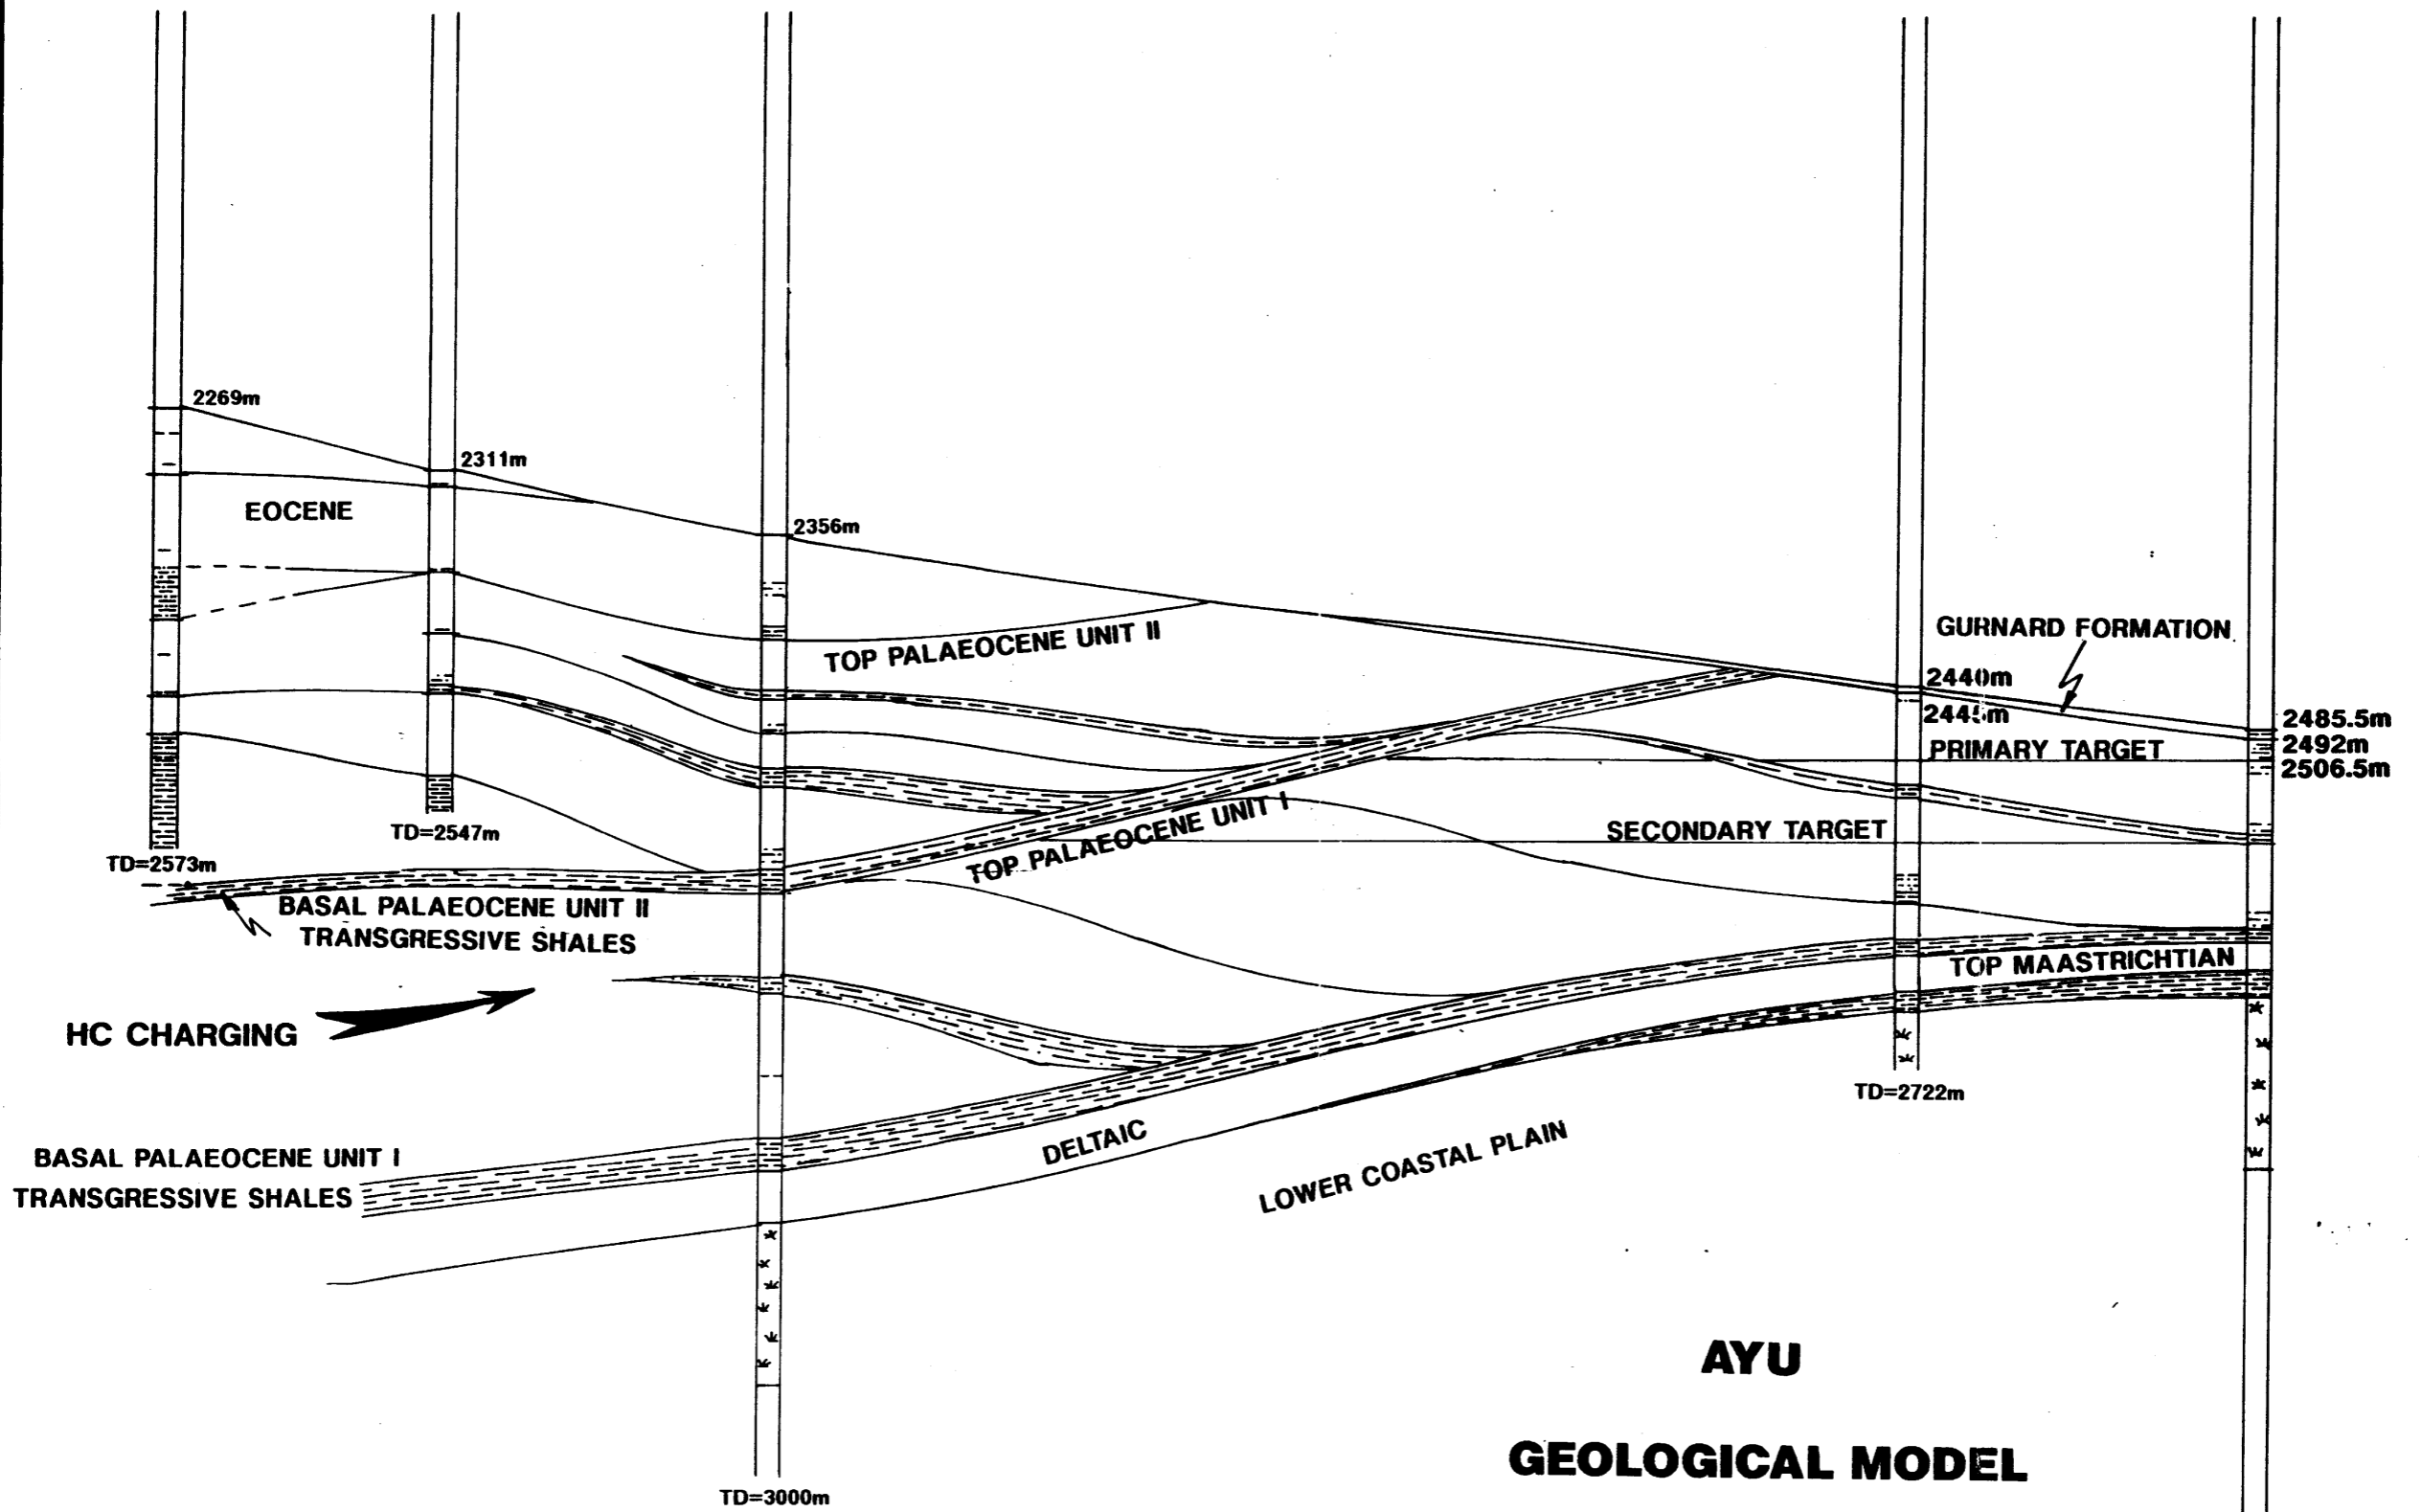 2269m
2311m
EOCENE
2356m
TOP PALAEOCENE UNIT II
GURNARD FORMATION
2440m
2445m
2485.5m
PRIMARY TARGET
2492m
2506.5m
TD=2547m
SECONDARY TARGET
TD=2573m
TOP PALAEOCENE UNIT I
BASAL PALAEOCENE UNIT II
TRANSGRESSIVE SHALES
TOP MAASTRICHTIAN
HC CHARGING
TD=2722m
DELTAIC
BASAL PALAEOCENE UNIT I
TRANSGRESSIVE SHALES
LOWER COASTAL PLAIN
AYU
GEOLOGICAL MODEL
TD=3000m